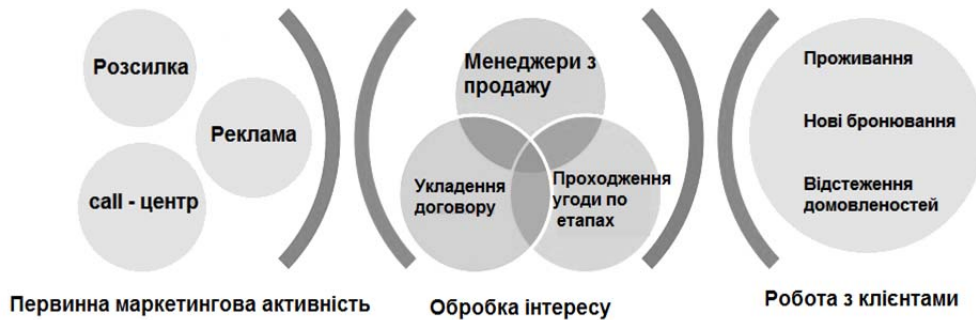 Розсилка
Реклама
call - центр
Первинна маркетингова активність
Менеджери з
продажу
Укладення
договору
Проходження
угоди по
етапах
Обробка інтересу
Проживання
Нові бронювання
Відстеження
домовленостей
Робота з клієнтами